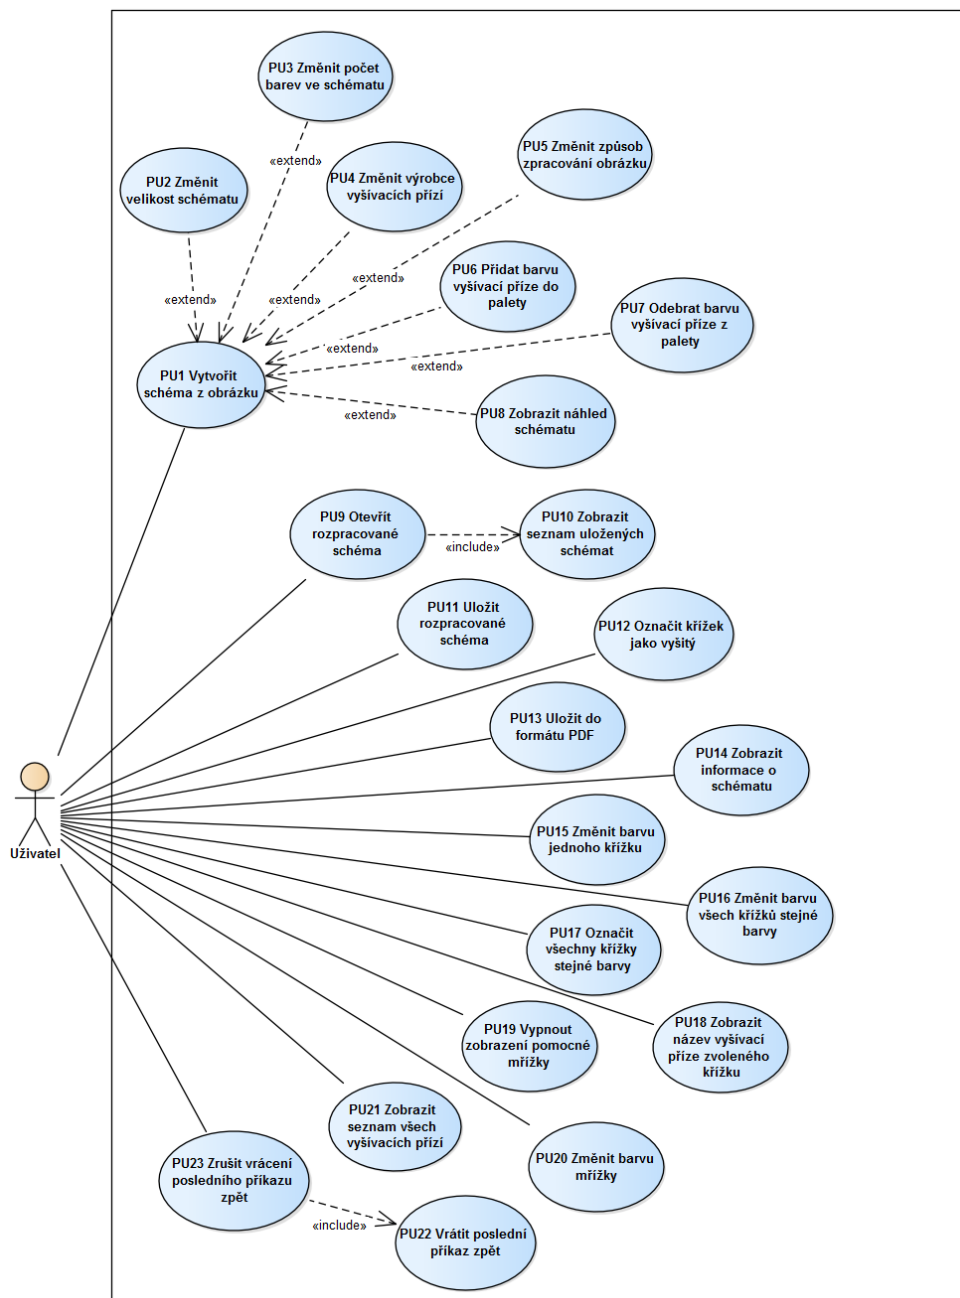 PU3 Změnit počet
barev ve schématu
«extend»
PU5 Změnit způsob
zpracování obrázku
PU4 Změnit výrobce
vyšívacích přízí
PU2 Změnit
velikost schématu
«extend»
«extend»
«extend»
PU6 Přidat barvu
vyšívací příze do
palety
«extend»
PU7 Odebrat barvu
vyšívací příze z
palety
«extend»
PU1 Vytvořit
schéma z obrázku
PU8 Zobrazit náhled
schématu
«extend»
PU9 Otevřít
rozpracované
schéma
«include»
PU10 Zobrazit
seznam uložených
schémat
PU11 Uložit
rozpracované
schéma
PU12 Označit křížek
jako vyšitý
PU13 Uložit do
formátu PDF
PU14 Zobrazit
informace o
schématu
PU15 Změnit barvu
jednoho křížku
Uživatel
PU16 Změnit barvu
všech křížků stejné
barvy
PU17 Označit
všechny křížky
stejné barvy
PU18 Zobrazit
název vyšívací
příze zvoleného
křížku
PU19 Vypnout
zobrazení pomocné
mřížky
PU21 Zobrazit
seznam všech
vyšívacích přízí
PU20 Změnit barvu
mřížky
PU23 Zrušit vrácení
posledního příkazu
zpět
«include»
PU22 Vrátit poslední
příkaz zpět